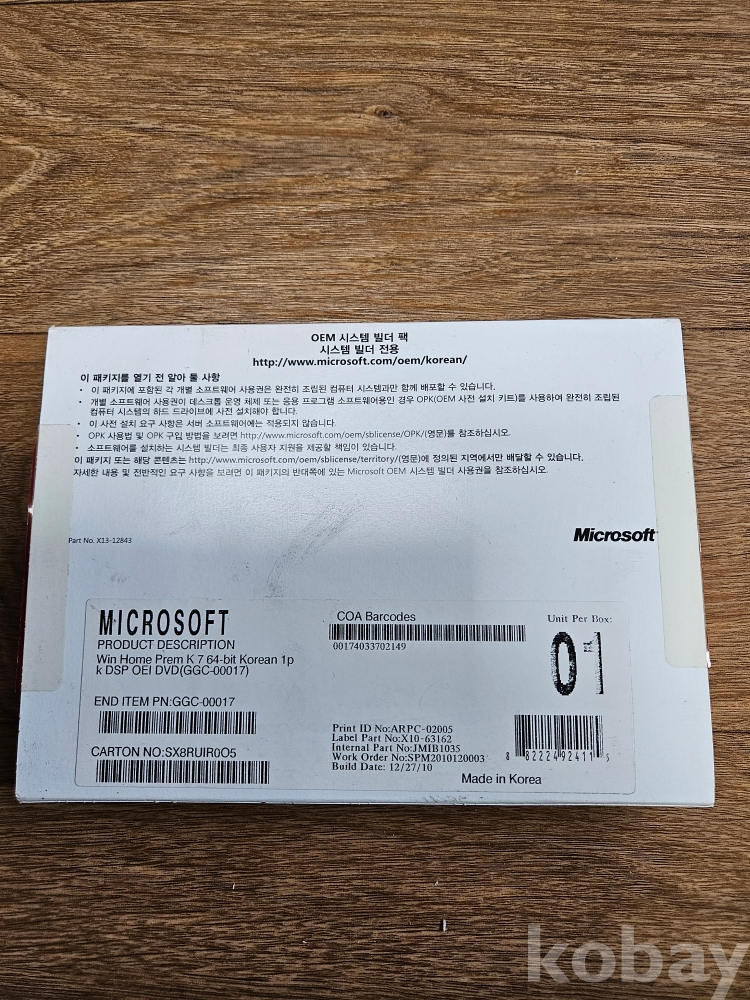 OEM 시스템 빌더 팩
시스템 빌더 전용
http://www.microsoft.com/oem/korean/
이 패키지를 열기 전 알아 둘 사항
• 이 패키지에 포함된 각 개별 소프트웨어 사용권은 완전히 조립된 컴퓨터 시스템과만 함께 배포할 수 있습니다.
• 개별 소프트웨어 사용권이 데스크톱 운영 체제 또는 응용 프로그램 소프트웨어용인 경우 OPK(OEM 사전 설치 키트)를 사용하여 완전히 조립된
컴퓨터 시스템의 하드 드라이브에 사전 설치해야 합니다.
• 이 사전 설치 요구 사항은 서버 소프트웨어에는 적용되지 않습니다.
• OPK 사용법 및 OPK 구입 방법을 보려면 http://www.microsoft.com/oem/sblicense/OPK/(영문)를 참조하십시오.
• 소프트웨어를 설치하는 시스템 빌더는 최종 사용자 지원을 제공할 책임이 있습니다.
이 패키지 또는 해당 콘텐츠는 http://www.microsoft.com/oem/sblicense/territory/(영문)에 정의된 지역에서만 배달할 수 있습니다.
자세한 내용 및 전반적인 요구 사항을 보려면 이 패키지의 반대쪽에 있는 Microsoft OEM 시스템 빌더 사용권을 참조하십시오.
Part No. X13-12843
Microsoft
MICROSOFT
PRODUCT DESCRIPTION
Win Home Prem K 7 64-bit Korean 1p
k DSP OEI DVD(GGC-00017)
END ITEM PN:GGC-00017
CARTON NO:SX8RUIR0O5
COA Barcodes
00174033702149
Unit Per Box:
01
Print ID No:ARPC-02005
Label Part No:X10-63162
Internal Part No:JMIB1035
Work Order No:SPM2010120003
Build Date: 12/27/10
8 82224 92411 5
Made in Korea
kobay